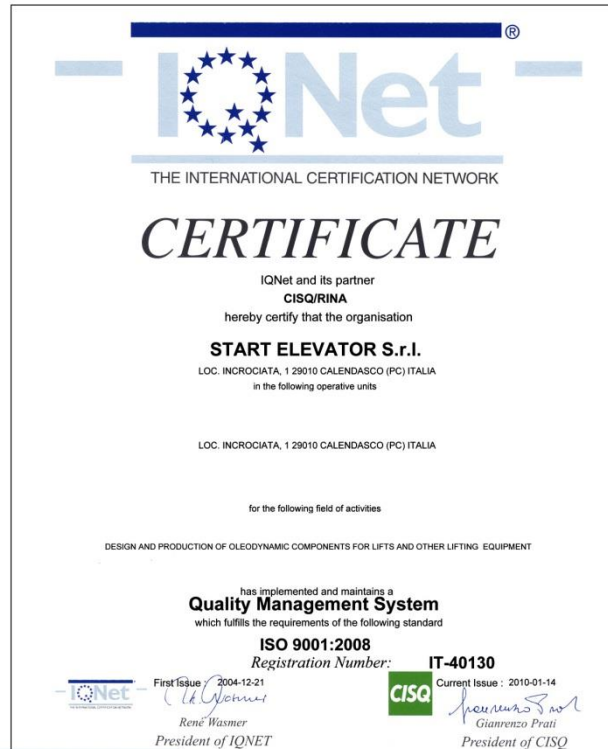 IQNet ®
THE INTERNATIONAL CERTIFICATION NETWORK
CERTIFICATE
IQNet and its partner
CISQ/RINA
hereby certify that the organisation
START ELEVATOR S.r.l.
LOC. INCROCIATA, 1 29010 CALENDASCO (PC) ITALIA
in the following operative units
LOC. INCROCIATA, 1 29010 CALENDASCO (PC) ITALIA
for the following field of activities
DESIGN AND PRODUCTION OF OLEODYNAMIC COMPONENTS FOR LIFTS AND OTHER LIFTING EQUIPMENT
has implemented and maintains a
Quality Management System
which fulfills the requirements of the following standard
ISO 9001:2008
Registration Number: IT-40130
First Issue : 2004-12-21
Current Issue : 2010-01-14
IQNet
CISQ
René Wasmer
President of IQNET
Gianrenzo Prati
President of CISQ